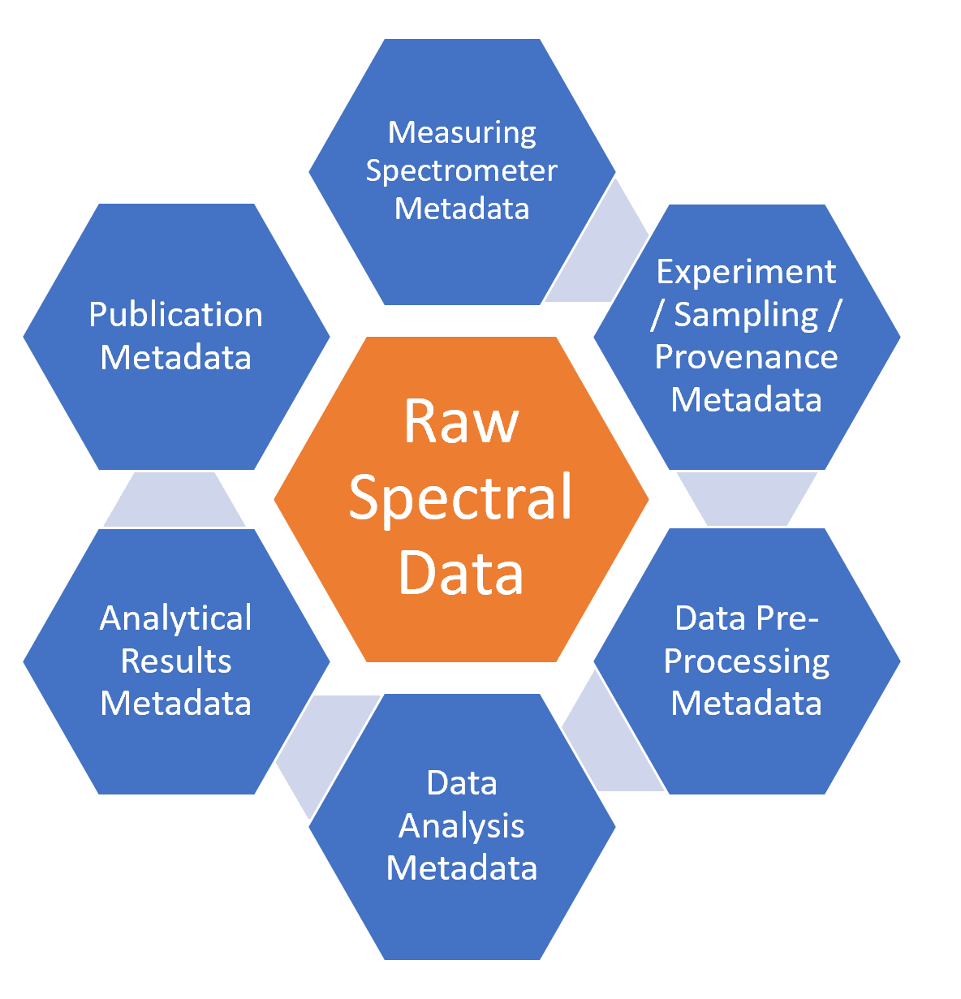 Measuring
Spectrometer
Metadata
Experiment
/ Sampling /
Provenance
Metadata
Data Pre-
Processing
Metadata
Data
Analysis
Metadata
Analytical
Results
Metadata
Publication
Metadata
Raw
Spectral
Data